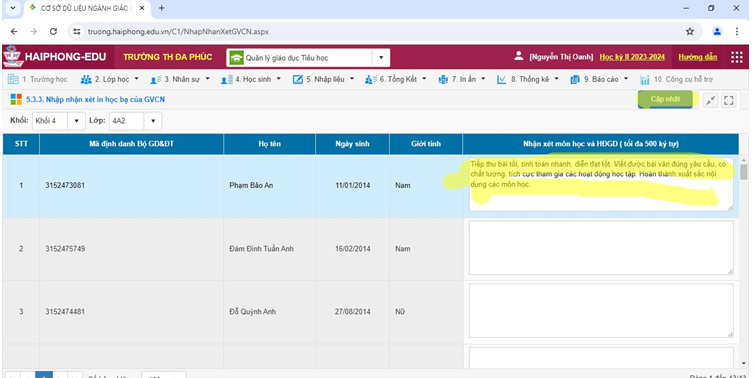 CƠ SỞ DỮ LIỆU NGÀNH GIÁO
truong.haiphong.edu.vn/C1/NhapNhanXetGVCN.aspx
HAIPHONG-EDU TRƯỜNG TH ĐA PHÚC Quản lý giáo dục Tiểu học [Nguyễn Thị Oanh] Học kỳ II 2023-2024 Hướng dẫn
1. Trường học 2. Lớp học 3. Nhân sự 4. Học sinh 5. Nhập liệu 6. Tổng Kết 7. In ấn 8. Thống kê 9. Báo cáo 10. Công cụ hỗ trợ
5.3.3. Nhập nhận xét in học bạ của GVCN Cập nhật
Khối: Khối 4 Lớp: 4A2
STT Mã định danh Bộ GD&ĐT Họ tên Ngày sinh Giới tính Nhận xét môn học và HĐGD ( tối đa 500 ký tự)
Tiếp thu bài tốt, tính toán nhanh, diễn đạt tốt. Viết được bài văn đúng yêu cầu, có
chất lượng, tích cực tham gia các hoạt động học tập. Hoàn thành xuất sắc nội
dung các môn học.
1 3152473081 Phạm Bảo An 11/01/2014 Nam
2 3152475749 Đàm Đình Tuấn Anh 16/02/2014 Nam
3 3152474481 Đỗ Quỳnh Anh 27/08/2014 Nữ